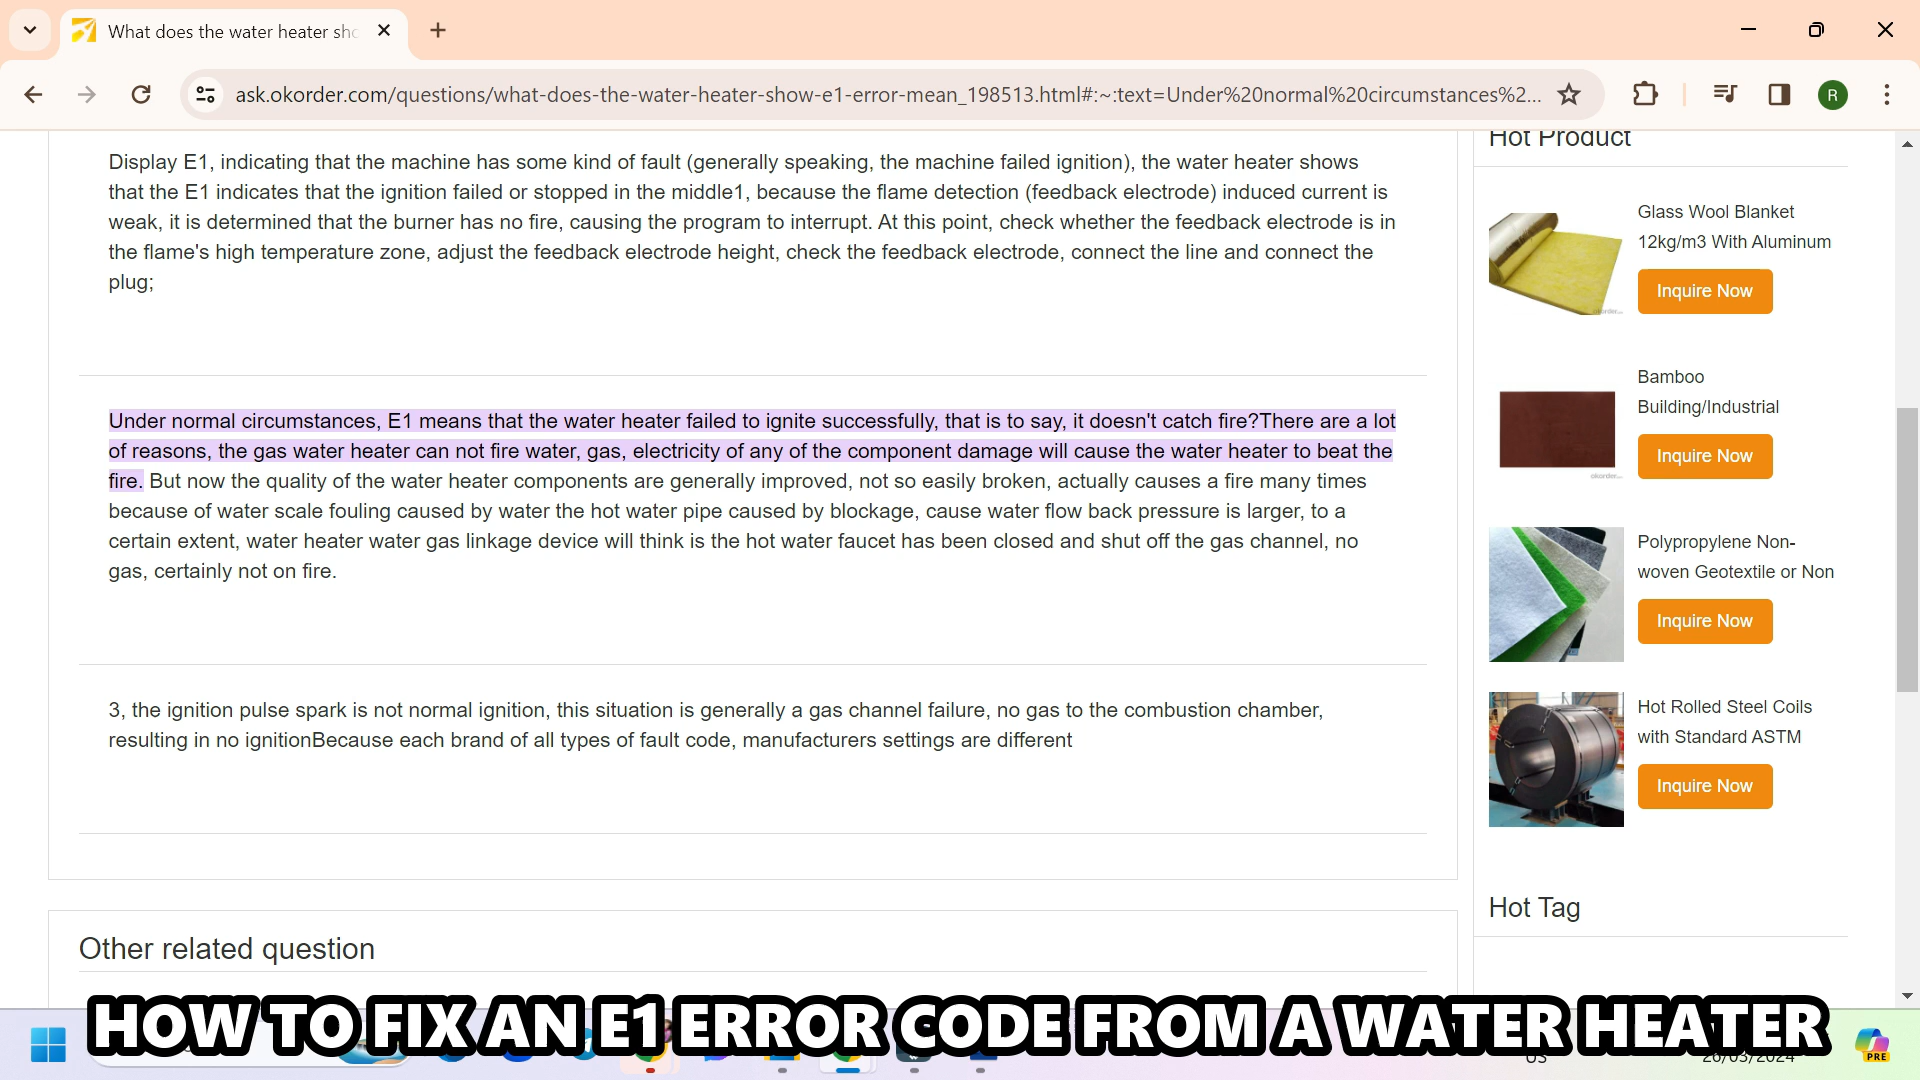 What does the water heater sho
ask.okorder.com/questions/what-does-the-water-heater-show-e1-error-mean_198513.html#:~:text=Under%20normal%20circumstances%2...
R
Display E1, indicating that the machine has some kind of fault (generally speaking, the machine failed ignition), the water heater shows
that the E1 indicates that the ignition failed or stopped in the middle1, because the flame detection (feedback electrode) induced current is
weak, it is determined that the burner has no fire, causing the program to interrupt. At this point, check whether the feedback electrode is in
the flame's high temperature zone, adjust the feedback electrode height, check the feedback electrode, connect the line and connect the
plug;
Under normal circumstances, E1 means that the water heater failed to ignite successfully, that is to say, it doesn't catch fire?There are a lot
of reasons, the gas water heater can not fire water, gas, electricity of any of the component damage will cause the water heater to beat the
fire. But now the quality of the water heater components are generally improved, not so easily broken, actually causes a fire many times
because of water scale fouling caused by water the hot water pipe caused by blockage, cause water flow back pressure is larger, to a
certain extent, water heater water gas linkage device will think is the hot water faucet has been closed and shut off the gas channel, no
gas, certainly not on fire.
3, the ignition pulse spark is not normal ignition, this situation is generally a gas channel failure, no gas to the combustion chamber,
resulting in no ignitionBecause each brand of all types of fault code, manufacturers settings are different
Other related question
Hot Product
Glass Wool Blanket
12kg/m3 With Aluminum
Inquire Now
Bamboo
Building/Industrial
Inquire Now
Polypropylene Non-
woven Geotextile or Non
Inquire Now
Hot Rolled Steel Coils
with Standard ASTM
Inquire Now
Hot Tag
HOW TO FIX AN E1 ERROR CODE FROM A WATER HEATER
US
26/03/2024
PRE